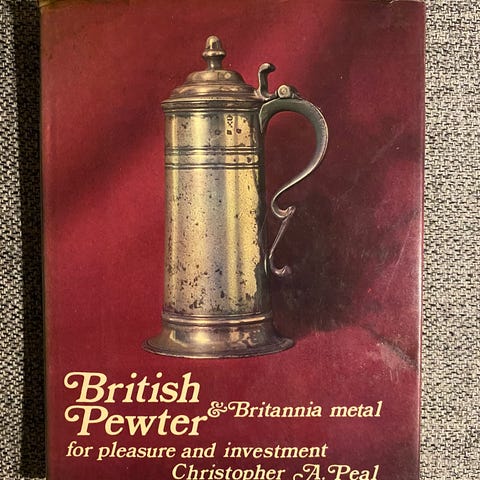 British
Pewter & Britannia metal
for pleasure and investment
Christopher A. Peal